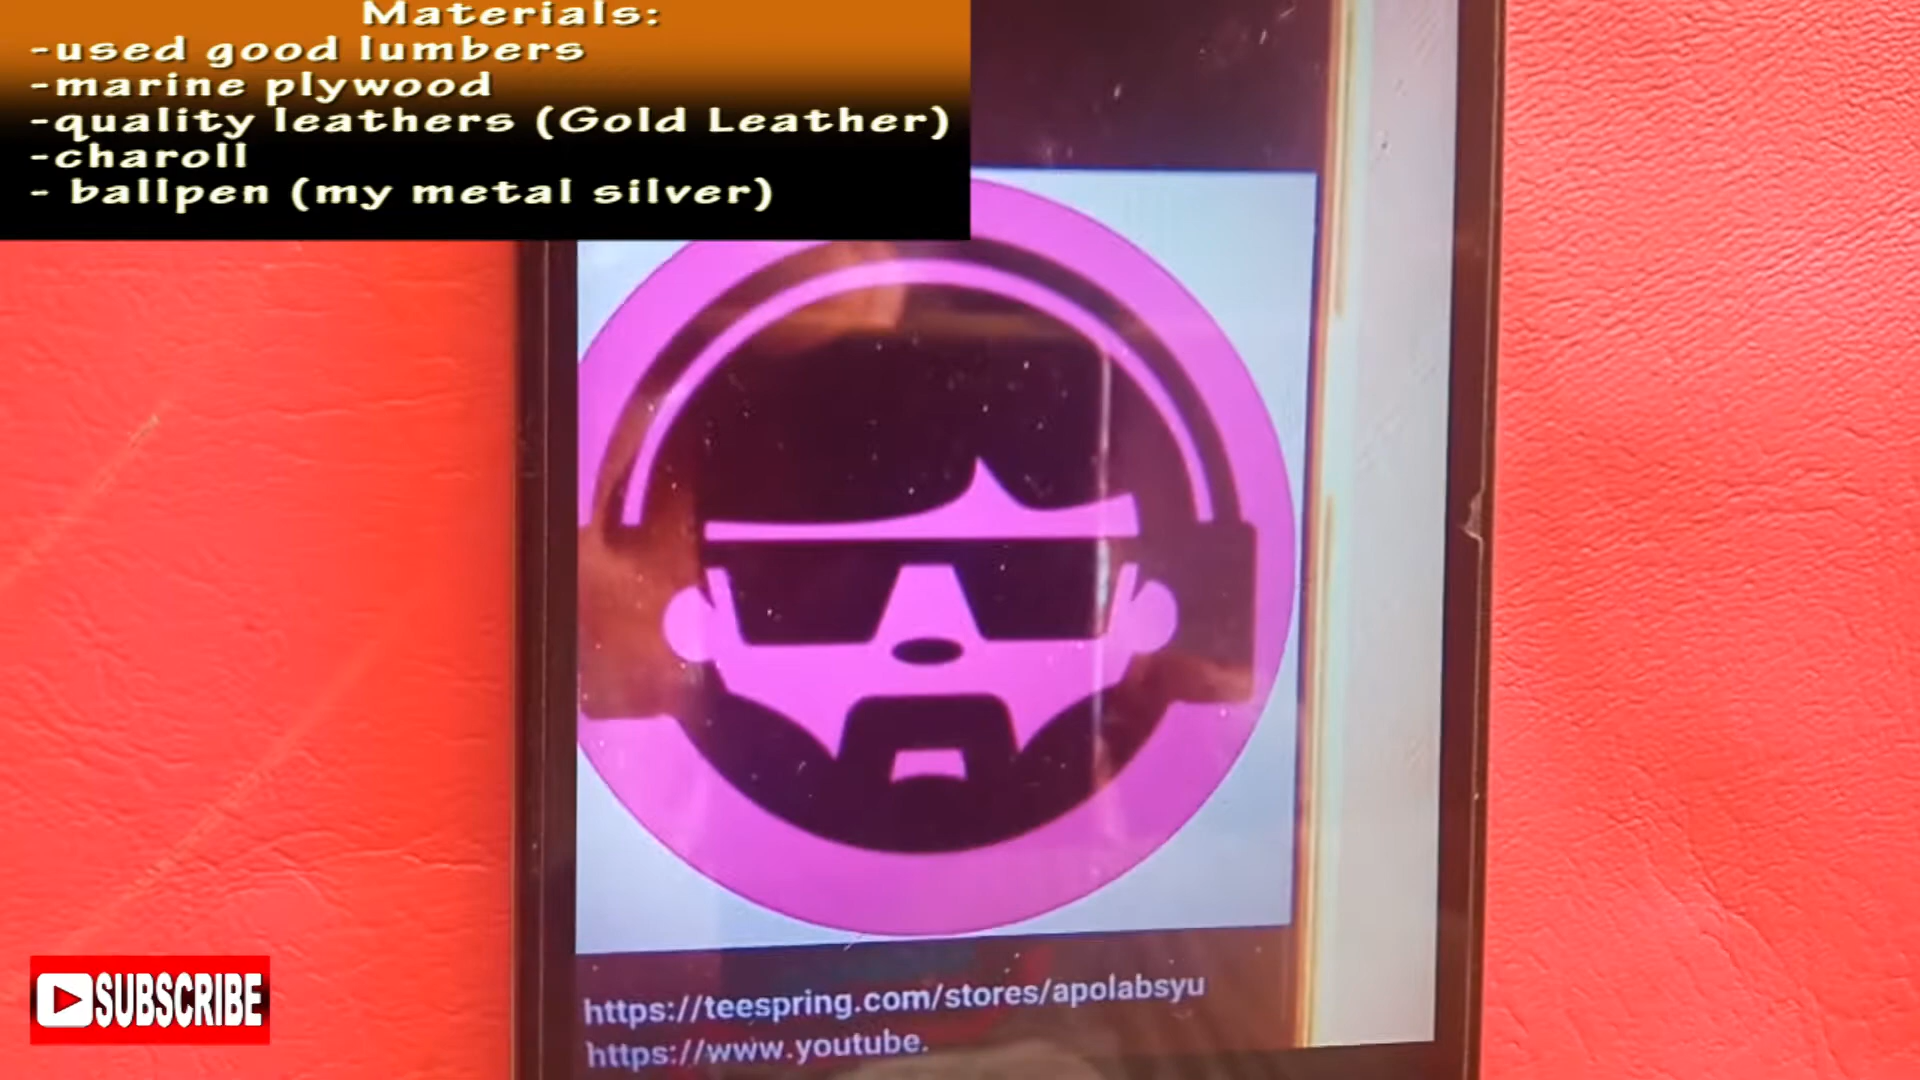 Materials:
-used good lumbers
-marine plywood
-quality leathers (Gold Leather)
-charoll
- ballpen (my metal silver)
https://teespring.com/stores/apolabsyu
https://www.youtube.
SUBSCRIBE